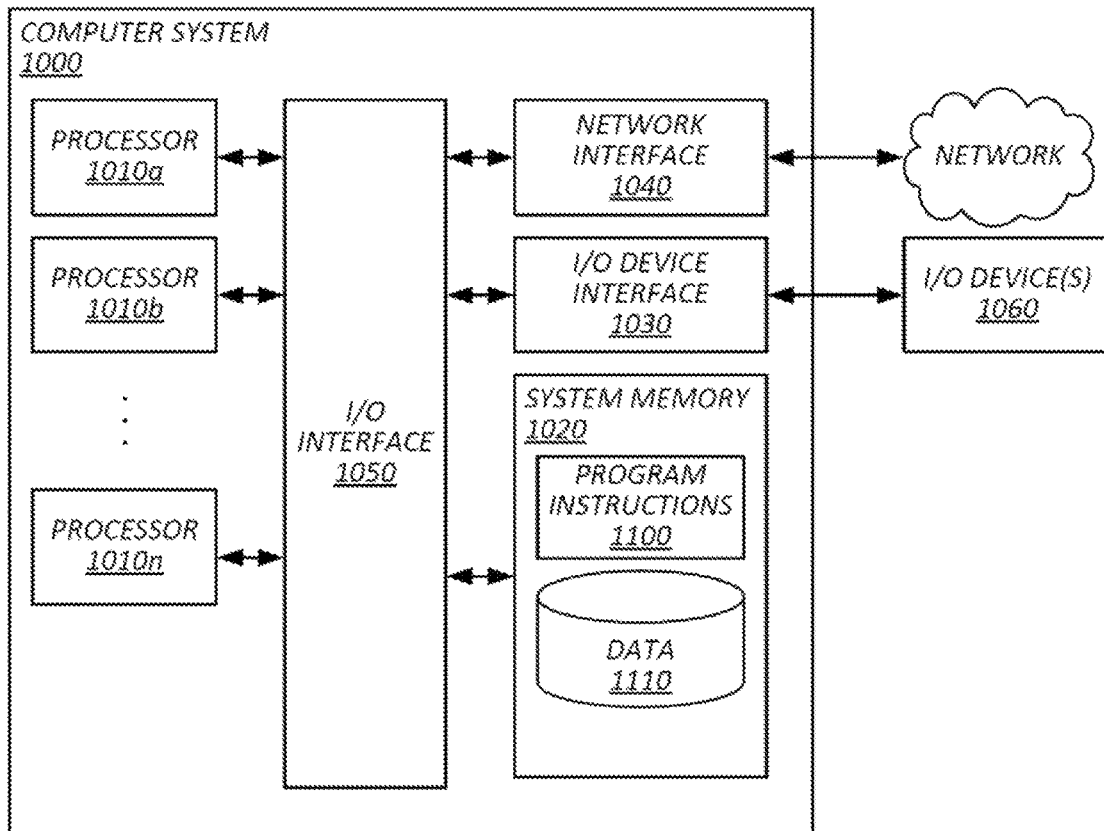 COMPUTER SYSTEM
1000
PROCESSOR
1010a
PROCESSOR
1010b
PROCESSOR
1010n
I/O
INTERFACE
1050
NETWORK
INTERFACE
1040
I/O DEVICE
INTERFACE
1030
SYSTEM MEMORY
1020
PROGRAM
INSTRUCTIONS
1100
DATA
1110
NETWORK
I/O DEVICE(S)
1060